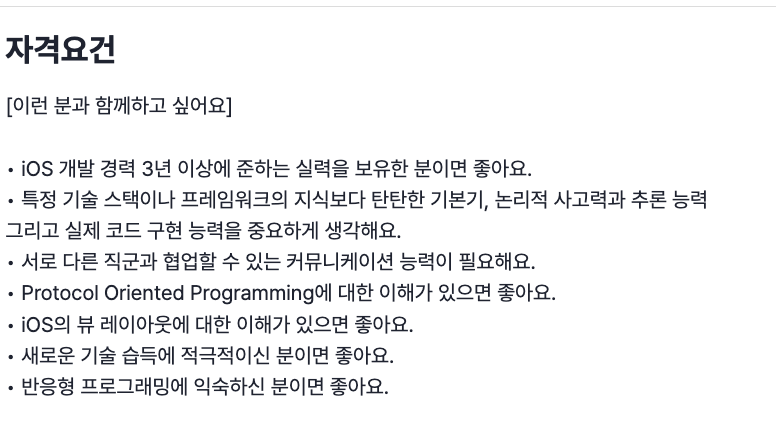 자격요건
[이런 분과 함께하고 싶어요]
• iOS 개발 경력 3년 이상에 준하는 실력을 보유한 분이면 좋아요.
• 특정 기술 스택이나 프레임워크의 지식보다 탄탄한 기본기, 논리적 사고력과 추론 능력
그리고 실제 코드 구현 능력을 중요하게 생각해요.
• 서로 다른 직군과 협업할 수 있는 커뮤니케이션 능력이 필요해요.
• Protocol Oriented Programming에 대한 이해가 있으면 좋아요.
• iOS의 뷰 레이아웃에 대한 이해가 있으면 좋아요.
• 새로운 기술 습득에 적극적이신 분이면 좋아요.
• 반응형 프로그래밍에 익숙하신 분이면 좋아요.